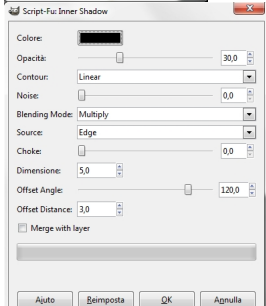 Script-Fu: Inner Shadow
Colore:
Opacità: 30,0
Contour: Linear
Noise: 0,0
Blending Mode: Multiply
Source: Edge
Choke: 0,0
Dimensione: 5,0
Offset Angle: 120,0
Offset Distance: 3,0
Merge with layer
Aiuto Reimposta OK Annulla